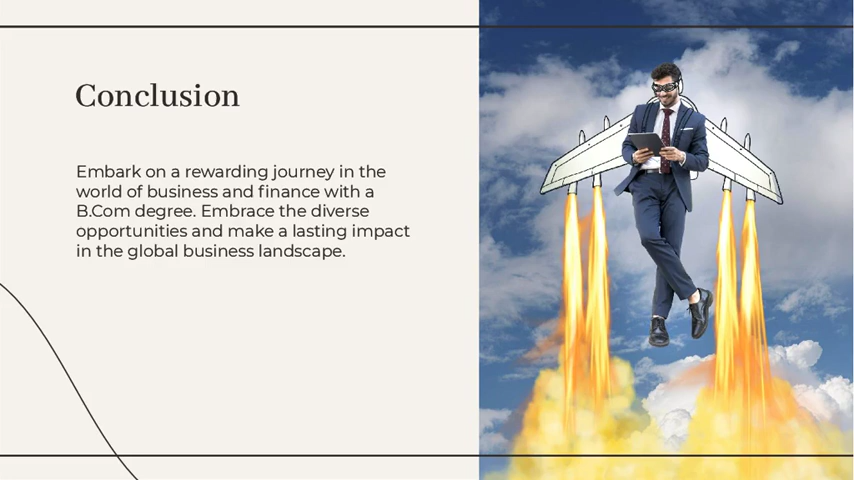 Conclusion
Embark on a rewarding journey in the
world of business and finance with a
B.Com degree. Embrace the diverse
opportunities and make a lasting impact
in the global business landscape.